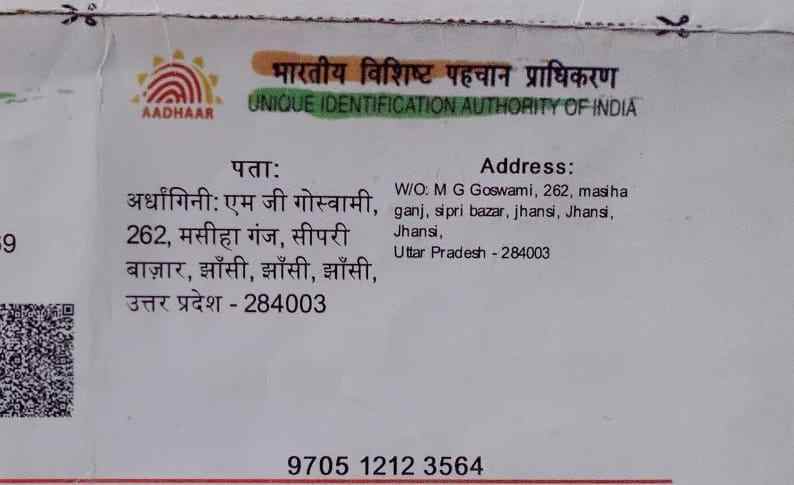 भारतीय विशिष्ट पहचान प्राधिकरण
UNIQUE IDENTIFICATION AUTHORITY OF INDIA
AADHAAR
पता:
अर्धांगिनी: एम जी गोस्वामी,
262, मसीहा गंज, सीपरी
बाज़ार, झाँसी, झाँसी, झाँसी,
उत्तर प्रदेश - 284003
Address:
W/O: M G Goswami, 262, masiha
ganj, sipri bazar, jhansi, Jhansi,
Jhansi,
Uttar Pradesh - 284003
9705 1212 3564